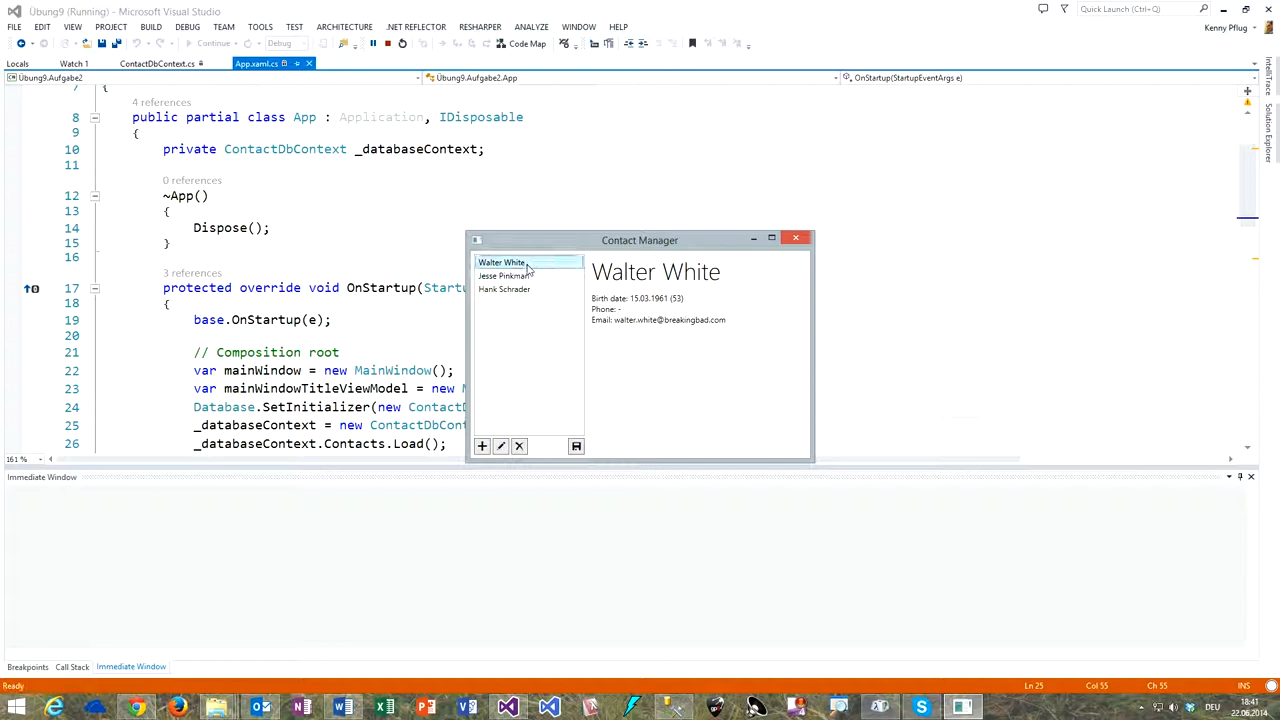 Übung9 (Running) - Microsoft Visual Studio
Quick Launch (Ctrl+Q)
FILE EDIT VIEW PROJECT BUILD DEBUG TEAM TOOLS TEST ARCHITECTURE .NET REFLECTOR RESHARPER ANALYZE WINDOW HELP
Kenny Pflug
Continue Debug Code Map
Locals Watch 1 ContactDbContext.cs App.xaml.cs
Übung9.Aufgabe2 Übung9.Aufgabe2.App OnStartup(StartupEventArgs e)
IntelliTrace
Solution Explorer
7 {
4 references
8 public partial class App : Application, IDisposable
9 {
10 private ContactDbContext _databaseContext;
11
0 references
12 ~App()
13 {
14 Dispose();
15 }
16
3 references
17 protected override void OnStartup(Startu
18 {
19 base.OnStartup(e);
20
21 // Composition root
22 var mainWindow = new MainWindow();
23 var mainWindowTitleViewModel = new M
24 Database.SetInitializer(new ContactD
25 _databaseContext = new ContactDbCont
26 _databaseContext.Contacts.Load();
Contact Manager
Walter White
Jesse Pinkman
Hank Schrader
Walter White
Birth date: 15.03.1961 (53)
Phone: -
Email: walter.white@breakingbad.com
161 %
Immediate Window
Breakpoints Call Stack Immediate Window
Ready Ln 25 Col 55 Ch 55 INS
DEU
18:41
22.06.2014